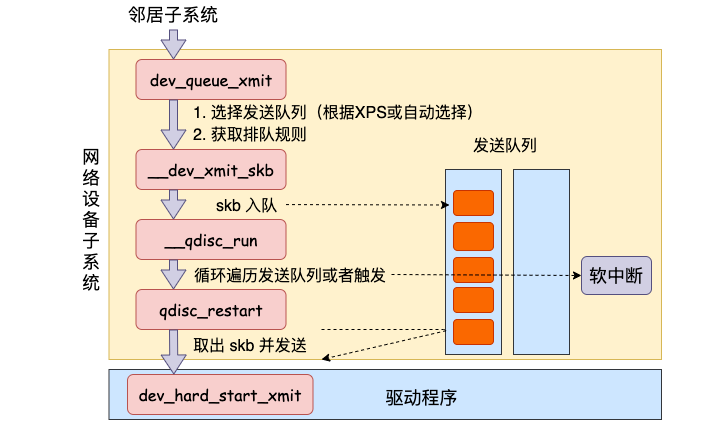 邻居子系统
dev_queue_xmit
1. 选择发送队列（根据XPS或自动选择）
2. 获取排队规则
发送队列
网络设备子系统
__dev_xmit_skb
skb 入队
__qdisc_run
循环遍历发送队列或者触发
软中断
qdisc_restart
取出 skb 并发送
dev_hard_start_xmit
驱动程序